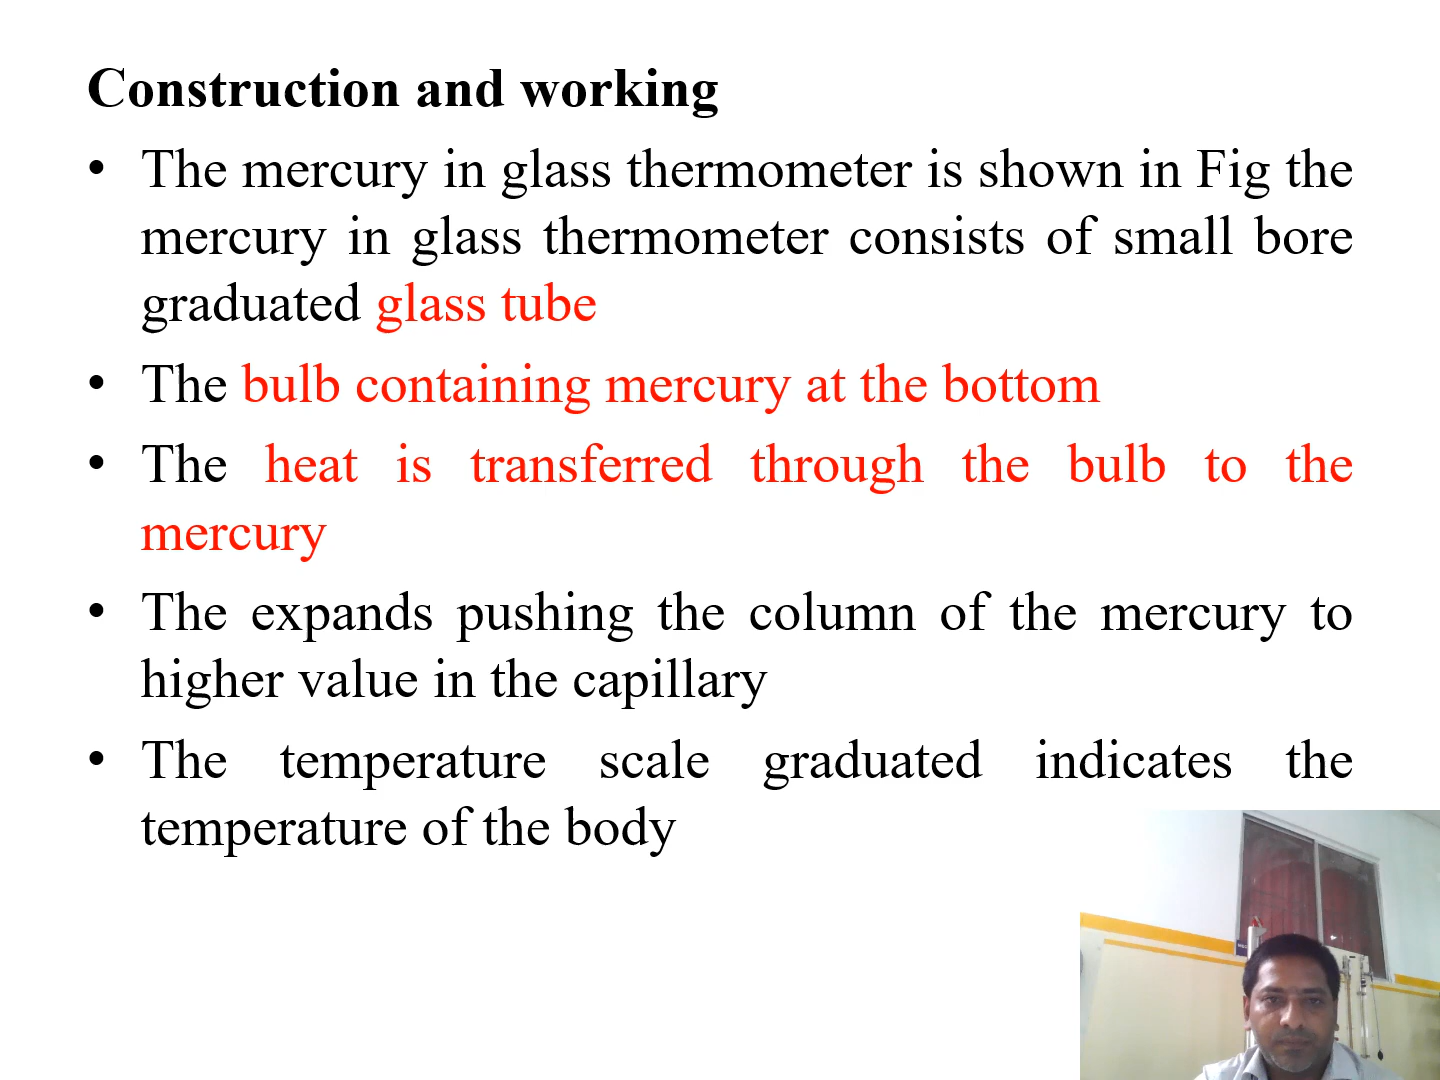 Construction and working
• The mercury in glass thermometer is shown in Fig the
mercury in glass thermometer consists of small bore
graduated glass tube
• The bulb containing mercury at the bottom
• The heat is transferred through the bulb to the
mercury
• The expands pushing the column of the mercury to
higher value in the capillary
• The temperature scale graduated indicates the
temperature of the body